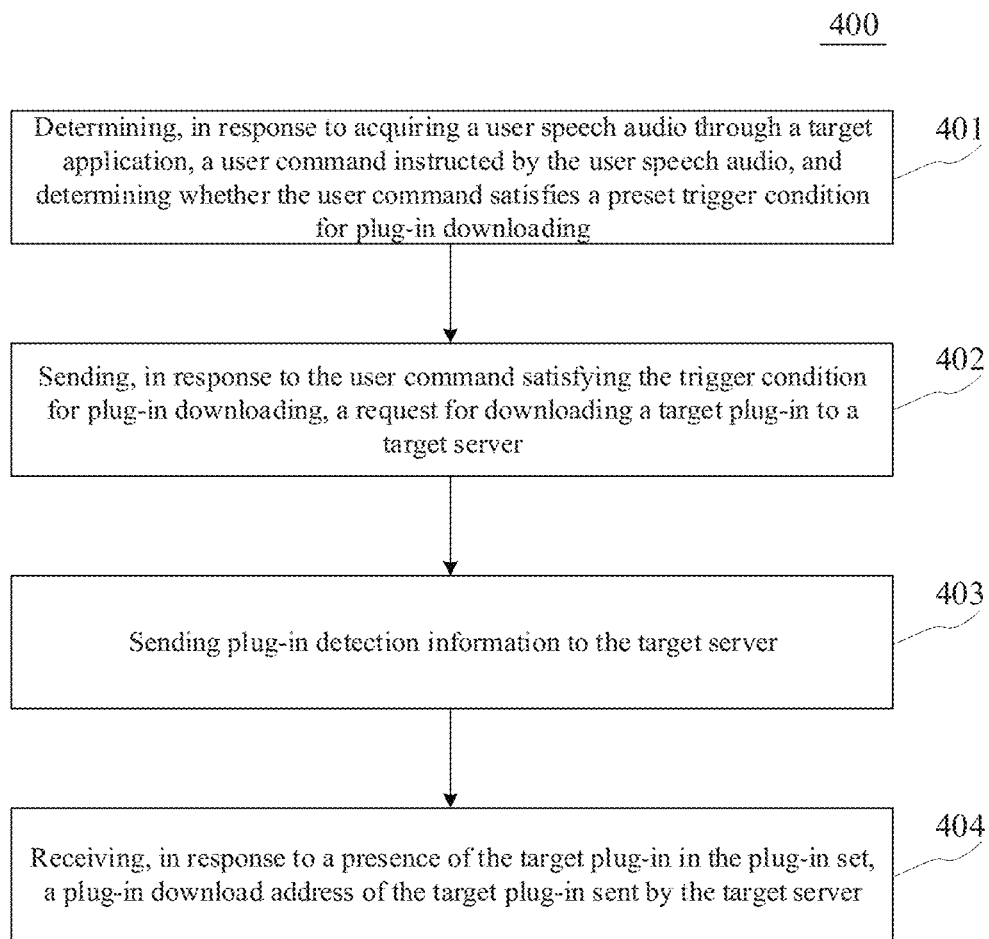 400
Determining, in response to acquiring a user speech audio through a target
application, a user command instructed by the user speech audio, and
determining whether the user command satisfies a preset trigger condition
for plug-in downloading
401
Sending, in response to the user command satisfying the trigger condition
for plug-in downloading, a request for downloading a target plug-in to a
target server
402
Sending plug-in detection information to the target server
403
Receiving, in response to a presence of the target plug-in in the plug-in set,
a plug-in download address of the target plug-in sent by the target server
404